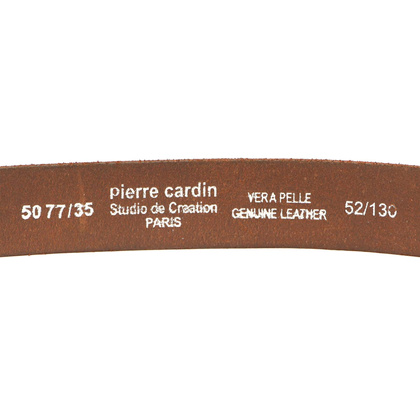 50 77/35
pierre cardin
Studio de Creation
PARIS
VERA PELLE
GENUINE LEATHER
52/130